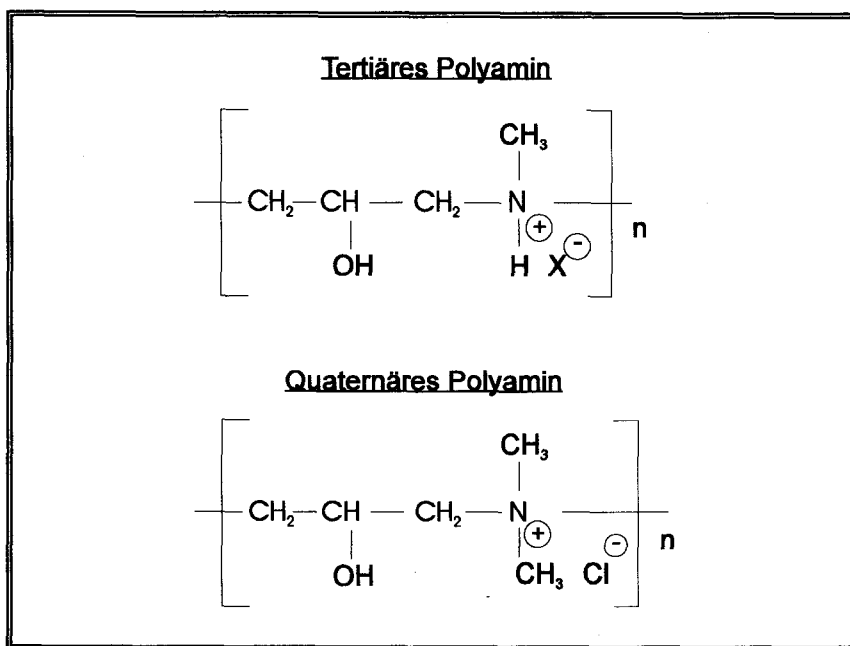 Tertiäres Polyamin
CH₃
CH₂ CH CH₂ N ⊕ n
OH H X⊖
Quaternäres Polyamin
CH₃
CH₂ CH CH₂ N ⊕ n
OH CH₃ Cl⊖